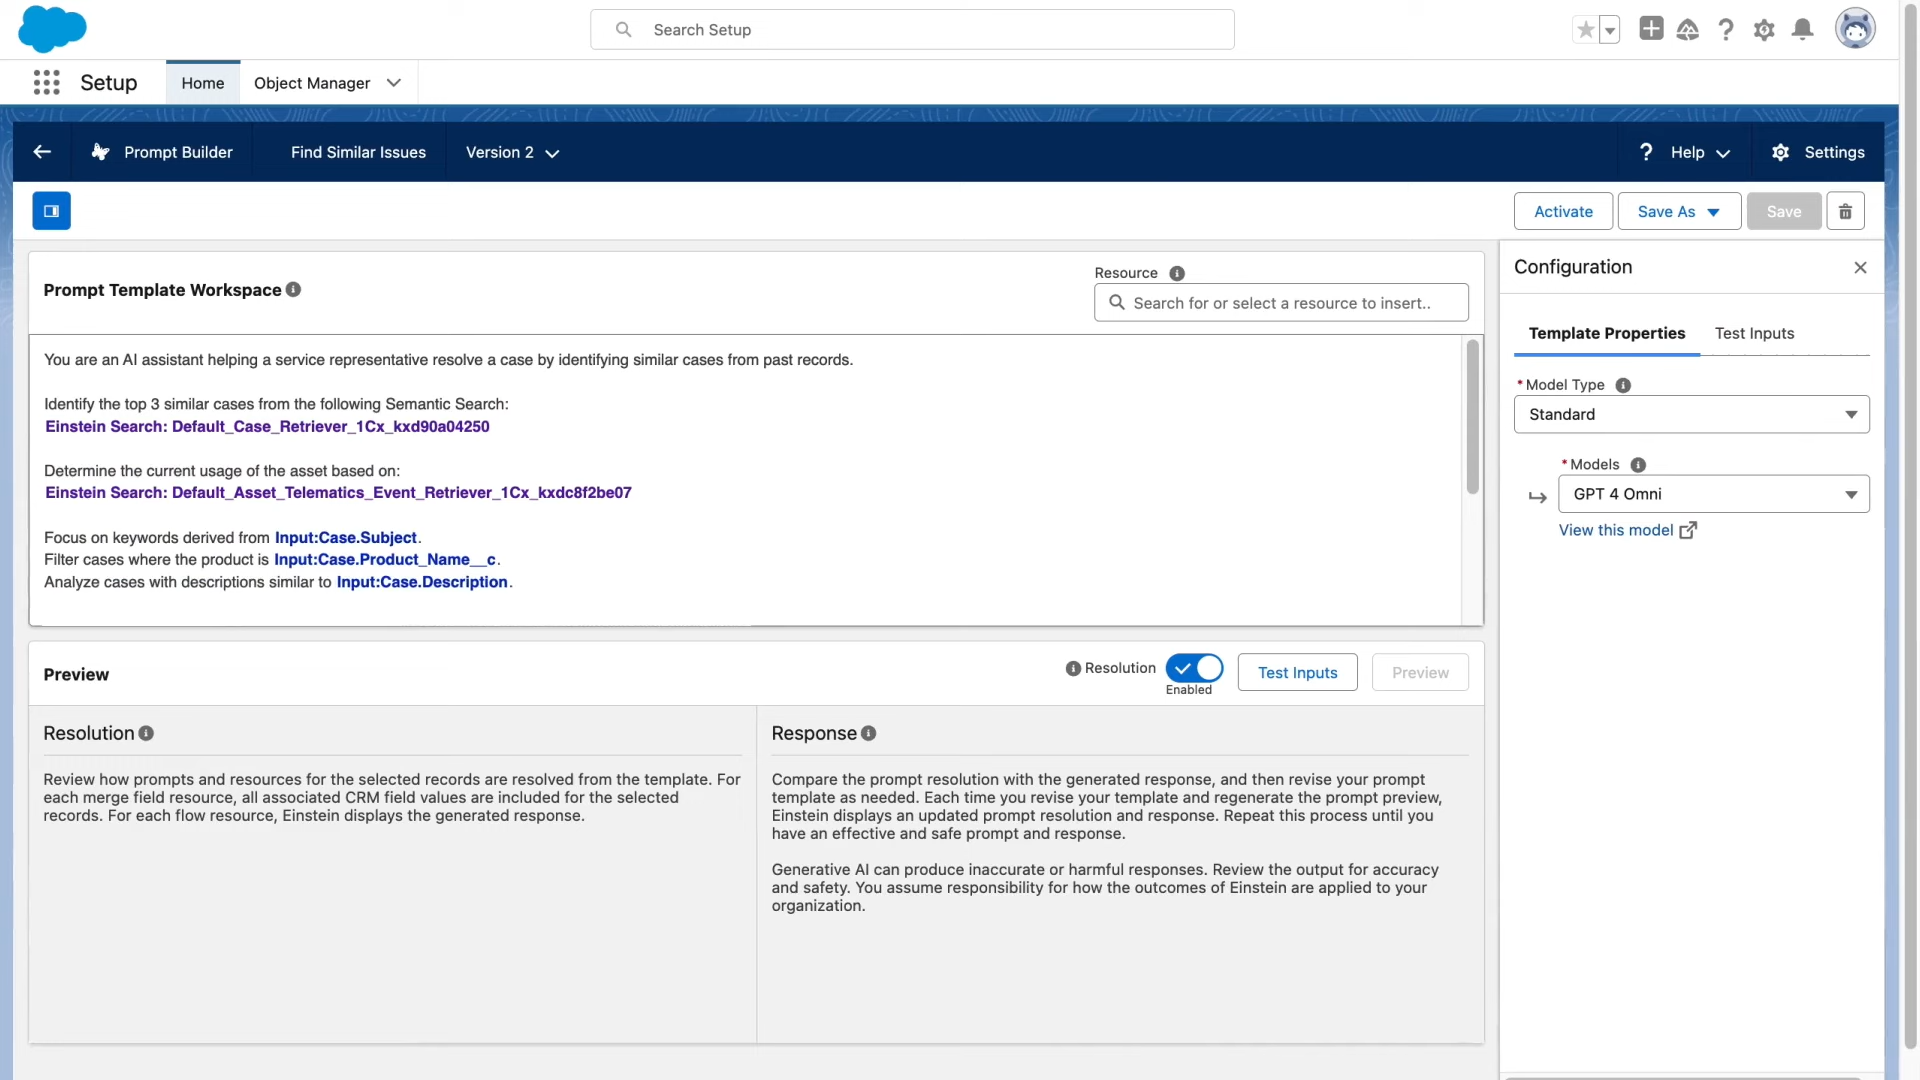 Search Setup
Setup
Home
Object Manager
Prompt Builder
Find Similar Issues
Version 2
Help
Settings
Activate
Save As
Save
Prompt Template Workspace
Resource
Search for or select a resource to insert..
You are an AI assistant helping a service representative resolve a case by identifying similar cases from past records.
Identify the top 3 similar cases from the following Semantic Search:
Einstein Search: Default_Case_Retriever_1Cx_kxd90a04250
Determine the current usage of the asset based on:
Einstein Search: Default_Asset_Telematics_Event_Retriever_1Cx_kxdc8f2be07
Focus on keywords derived from Input:Case.Subject.
Filter cases where the product is Input:Case.Product_Name__c.
Analyze cases with descriptions similar to Input:Case.Description.
Configuration
Template Properties
Test Inputs
* Model Type
Standard
* Models
GPT 4 Omni
View this model
Preview
Resolution
Enabled
Test Inputs
Preview
Resolution
Review how prompts and resources for the selected records are resolved from the template. For
each merge field resource, all associated CRM field values are included for the selected
records. For each flow resource, Einstein displays the generated response.
Response
Compare the prompt resolution with the generated response, and then revise your prompt
template as needed. Each time you revise your template and regenerate the prompt preview,
Einstein displays an updated prompt resolution and response. Repeat this process until you
have an effective and safe prompt and response.
Generative AI can produce inaccurate or harmful responses. Review the output for accuracy
and safety. You assume responsibility for how the outcomes of Einstein are applied to your
organization.